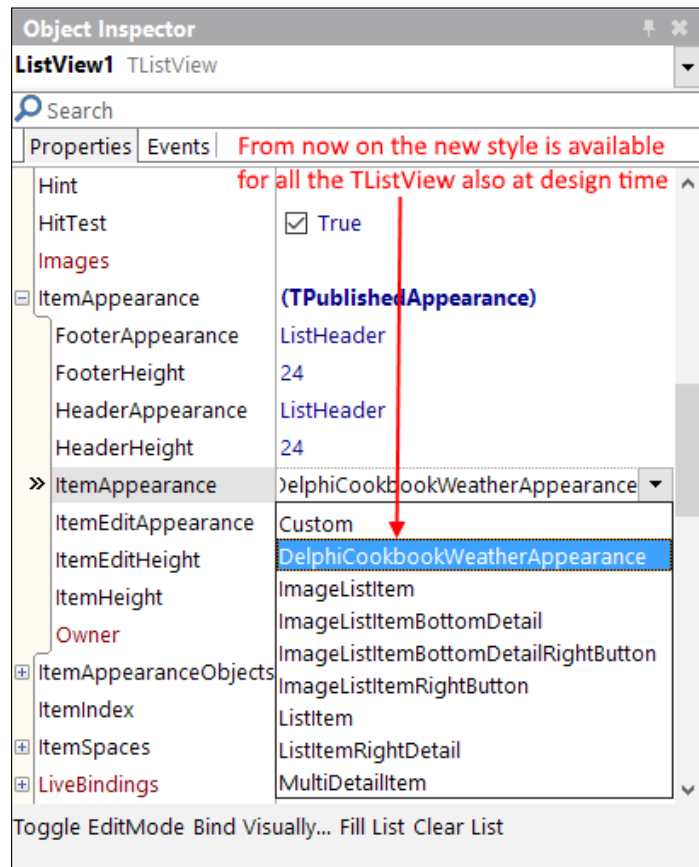 Object Inspector
ListView1 TListView
Search
Properties Events From now on the new style is available
for all the TListView also at design time
Hint
HitTest True
Images
ItemAppearance (TPublishedAppearance)
FooterAppearance ListHeader
FooterHeight 24
HeaderAppearance ListHeader
HeaderHeight 24
ItemAppearance DelphiCookbookWeatherAppearance
ItemEditAppearance Custom
DelphiCookbookWeatherAppearance
ItemEditHeight ImageListItem
ItemHeight ImageListItemBottomDetail
Owner ImageListItemBottomDetailRightButton
ItemAppearanceObjects ImageListItemRightButton
ItemIndex ListItem
ItemSpaces ListItemRightDetail
LiveBindings MultiDetailItem
Toggle EditMode Bind Visually... Fill List Clear List